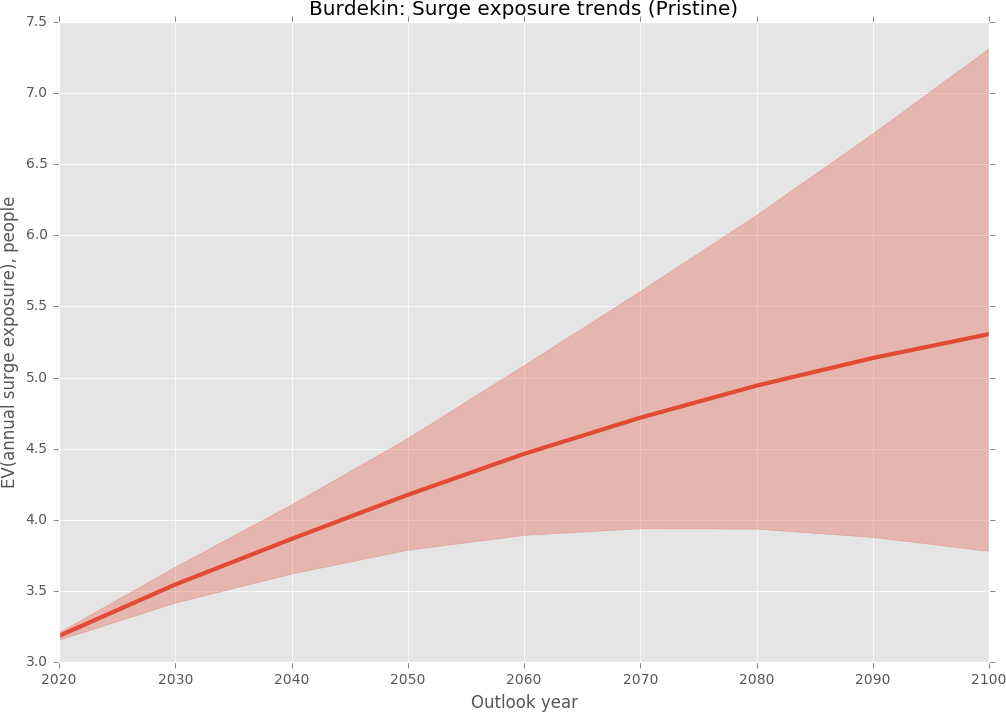 Burdekin: Surge exposure trends (Pristine)
EV(annual surge exposure), people
7.5
7.0
6.5
6.0
5.5
5.0
4.5
4.0
3.5
3.0
2020 2030 2040 2050 2060 2070 2080 2090 2100
Outlook year